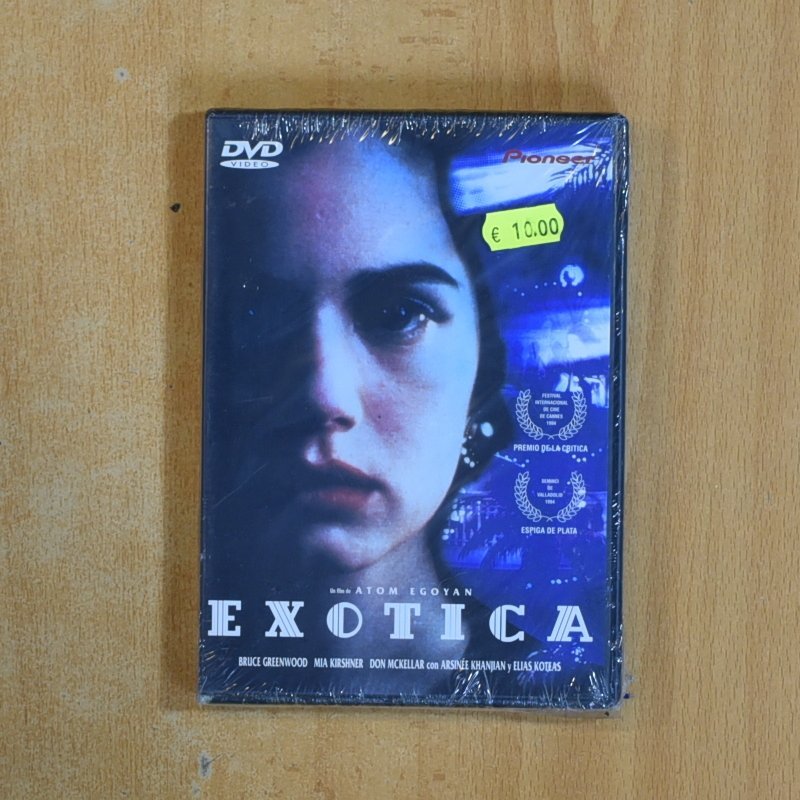 DVD
VIDEO
Pioneer
€ 10.00
FESTIVAL
INTERNACIONAL
DE CINE
DE CANNES
1994
PREMIO DE LA CRITICA
SEMINCI
DE
VALLADOLID
1994
ESPIGA DE PLATA
Un film de ATOM EGOYAN
EXOTICA
BRUCE GREENWOOD MIA KIRSHNER DON MCKELLAR con ARSINÉE KHANJIAN y ELIAS KOTEAS